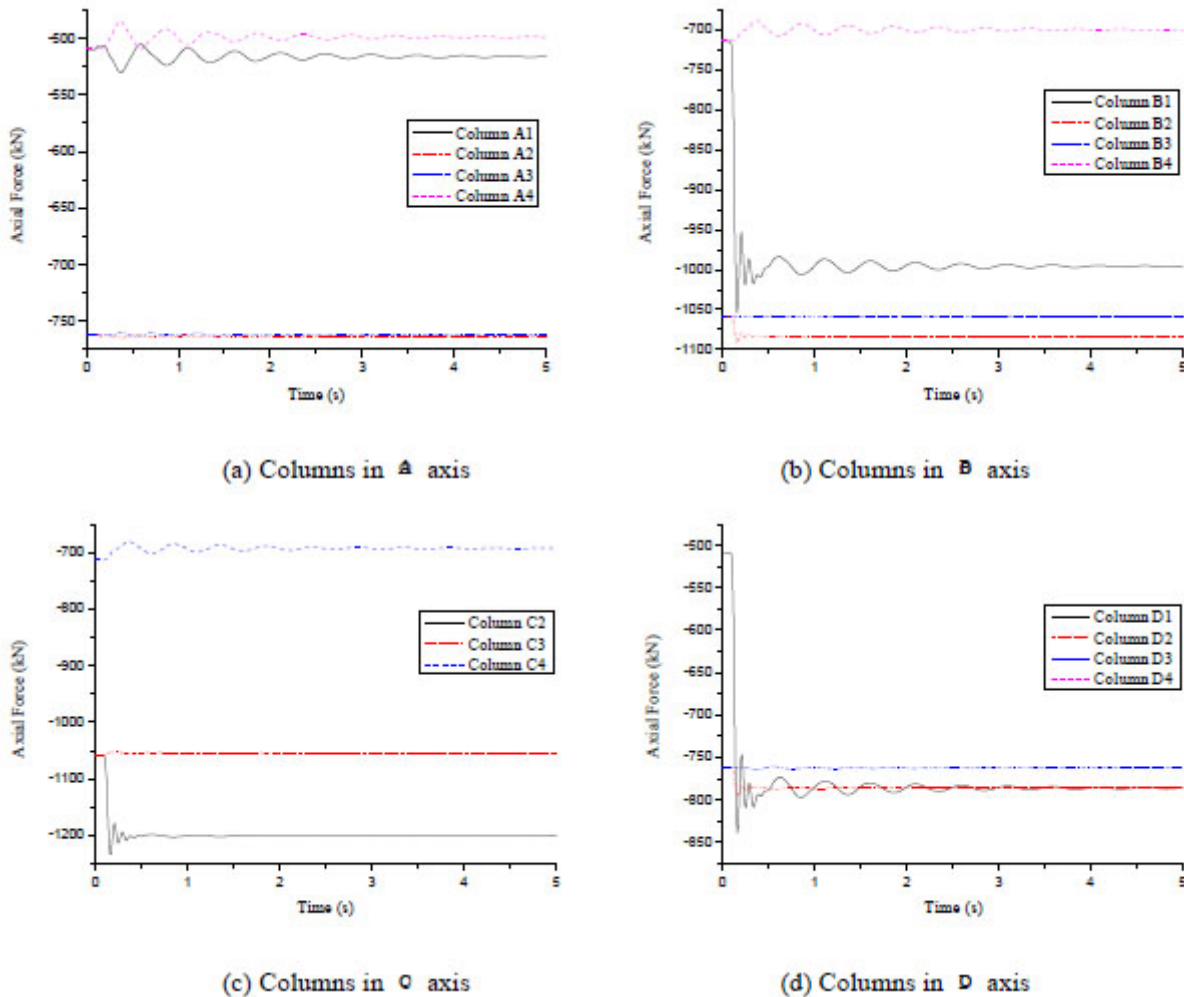 -500
-550
-600
-650
-700
-750
Axial Force (kN)
0 1 2 3 4 5
Time (s)
Column A1
Column A2
Column A3
Column A4
(a) Columns in A axis
-700
-750
-800
-850
-900
-950
-1000
-1050
-1100
Axial Force (kN)
0 1 2 3 4 5
Time (s)
Column B1
Column B2
Column B3
Column B4
(b) Columns in B axis
-700
-800
-900
-1000
-1100
-1200
Axial Force (kN)
0 1 2 3 4 5
Time (s)
Column C2
Column C3
Column C4
(c) Columns in C axis
-500
-550
-600
-650
-700
-750
-800
-850
Axial Force (kN)
0 1 2 3 4 5
Time (s)
Column D1
Column D2
Column D3
Column D4
(d) Columns in D axis